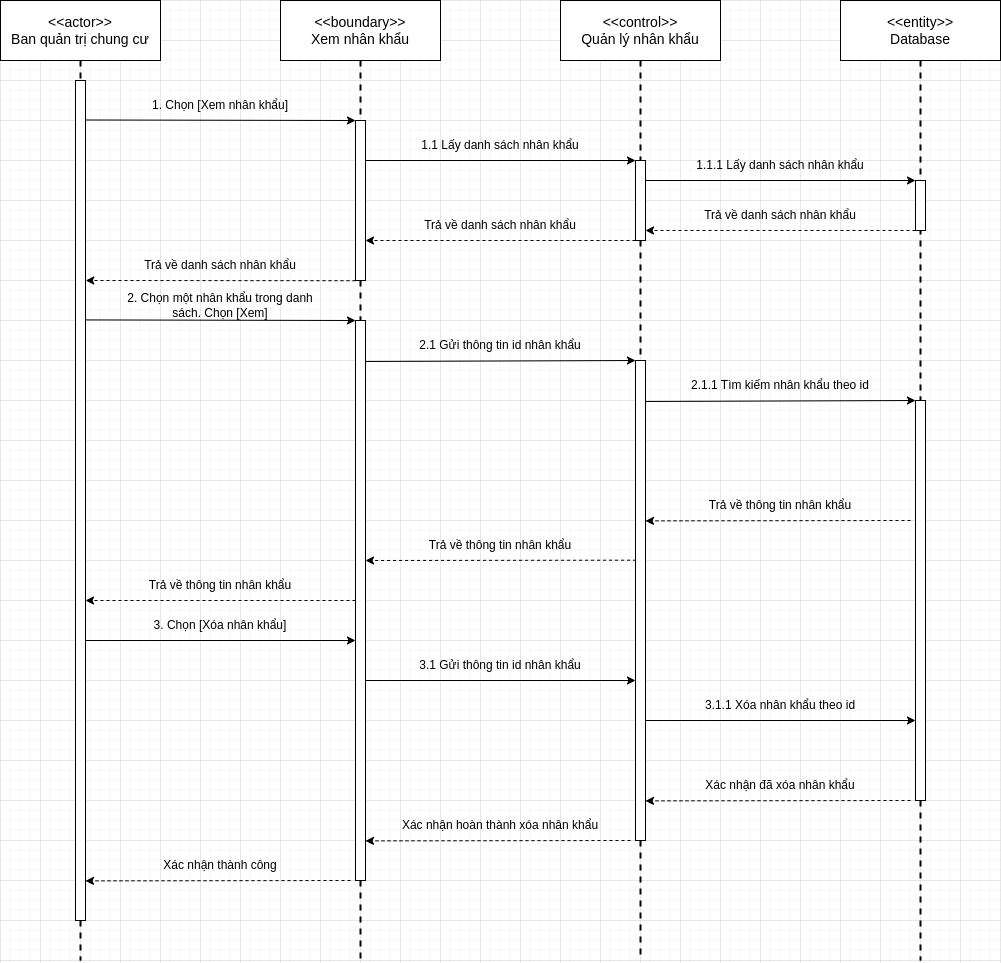 <<actor>>
Ban quản trị chung cư
<<boundary>>
Xem nhân khẩu
<<control>>
Quản lý nhân khẩu
<<entity>>
Database
1. Chọn [Xem nhân khẩu]
1.1 Lấy danh sách nhân khẩu
1.1.1 Lấy danh sách nhân khẩu
Trả về danh sách nhân khẩu
Trả về danh sách nhân khẩu
Trả về danh sách nhân khẩu
2. Chọn một nhân khẩu trong danh
sách. Chọn [Xem]
2.1 Gửi thông tin id nhân khẩu
2.1.1 Tìm kiếm nhân khẩu theo id
Trả về thông tin nhân khẩu
Trả về thông tin nhân khẩu
Trả về thông tin nhân khẩu
3. Chọn [Xóa nhân khẩu]
3.1 Gửi thông tin id nhân khẩu
3.1.1 Xóa nhân khẩu theo id
Xác nhận đã xóa nhân khẩu
Xác nhận hoàn thành xóa nhân khẩu
Xác nhận thành công